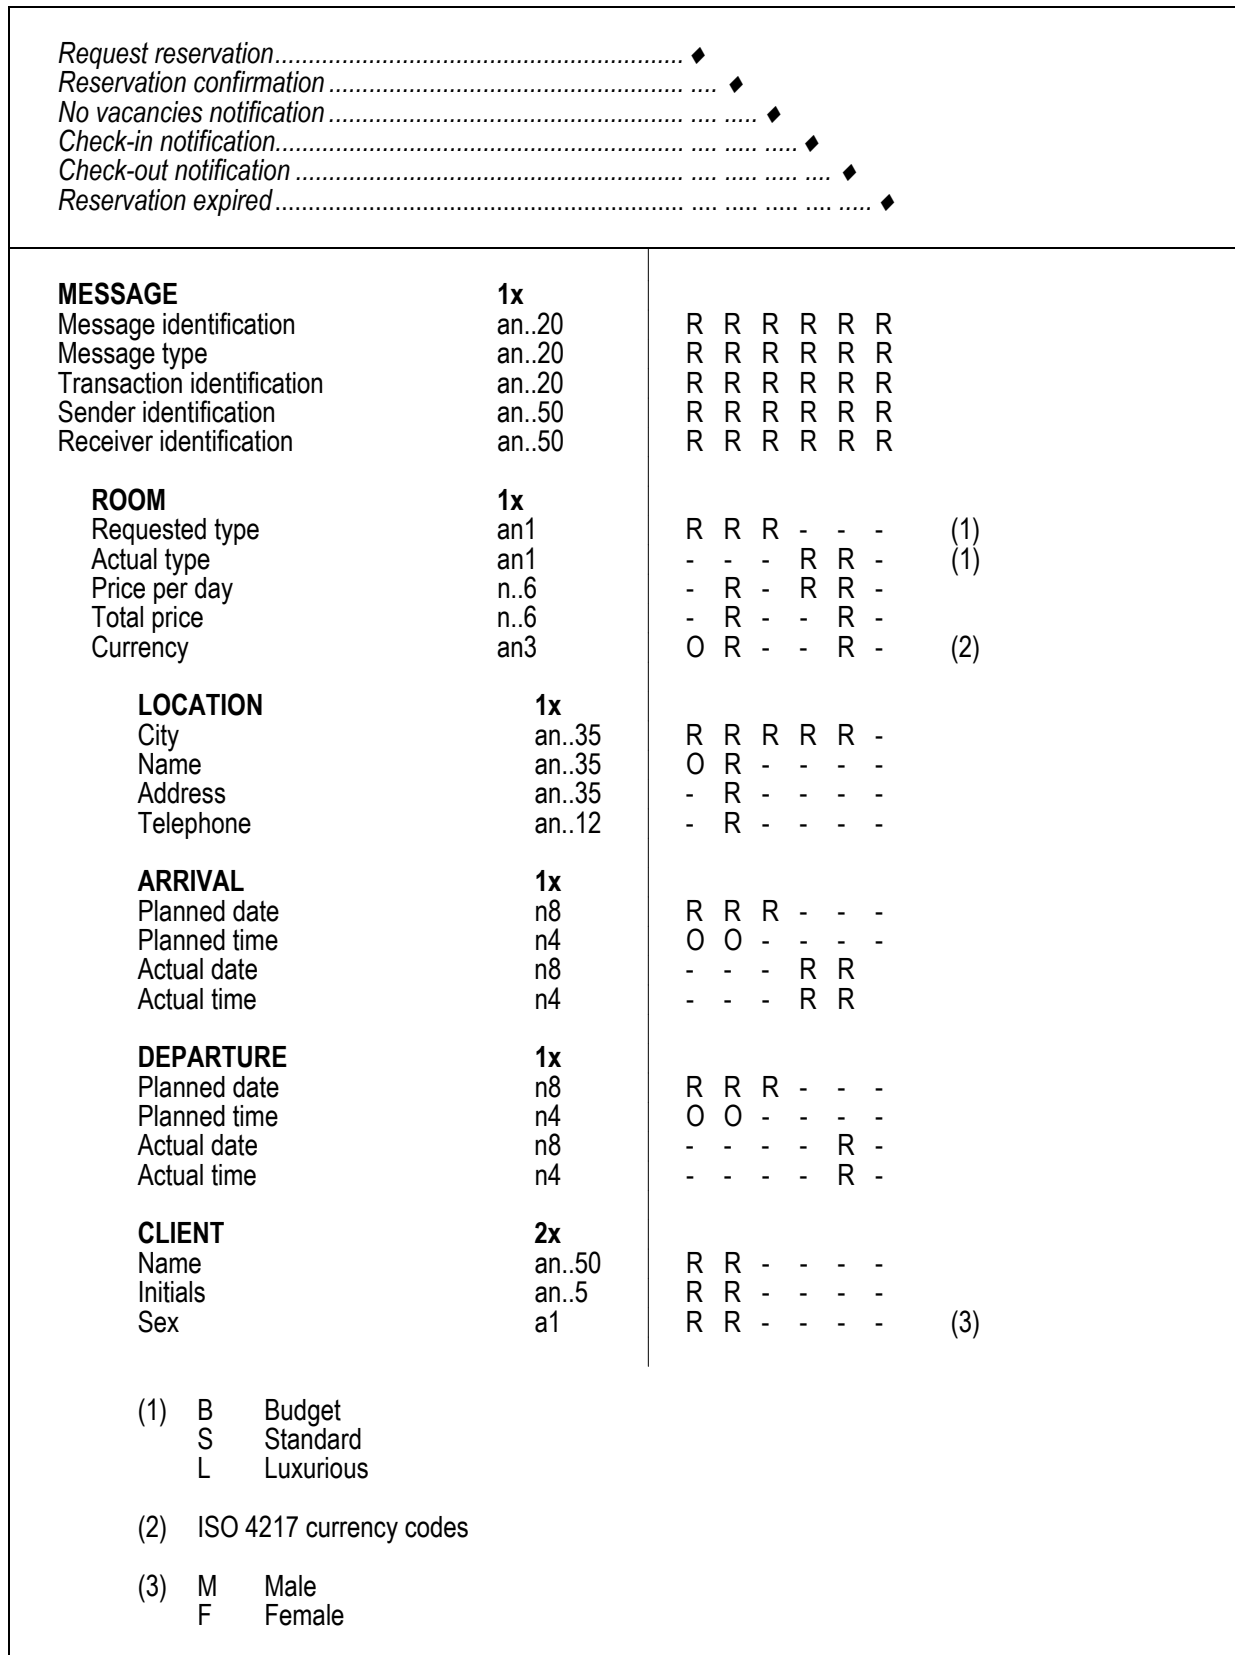 Request reservation............................................................. ♦
Reservation confirmation ..................................................... .... ♦
No vacancies notification ..................................................... .... ..... ♦
Check-in notification............................................................. .... ..... ..... ♦
Check-out notification .......................................................... .... ..... ..... .... ♦
Reservation expired ............................................................. .... ..... ..... .... ..... ♦
MESSAGE 1x
Message identification an..20 R R R R R R
Message type an..20 R R R R R R
Transaction identification an..20 R R R R R R
Sender identification an..50 R R R R R R
Receiver identification an..50 R R R R R R
ROOM 1x
Requested type an1 R R R - - - (1)
Actual type an1 - - - R R - (1)
Price per day n..6 - R - R R -
Total price n..6 - R - - R -
Currency an3 O R - - R - (2)
LOCATION 1x
City an..35 R R R R R -
Name an..35 O R - - - -
Address an..35 - R - - - -
Telephone an..12 - R - - - -
ARRIVAL 1x
Planned date n8 R R R - - -
Planned time n4 O O - - - -
Actual date n8 - - - R R
Actual time n4 - - - R R
DEPARTURE 1x
Planned date n8 R R R - - -
Planned time n4 O O - - - -
Actual date n8 - - - - R -
Actual time n4 - - - - R -
CLIENT 2x
Name an..50 R R - - - -
Initials an..5 R R - - - -
Sex a1 R R - - - - (3)
(1) B Budget
S Standard
L Luxurious
(2) ISO 4217 currency codes
(3) M Male
F Female